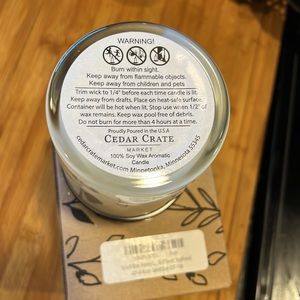 WARNING!
Burn within sight.
Keep away from flammable objects.
Keep away from children and pets
Trim wick to 1/4" before each time candle is lit.
Keep away from drafts. Place on heat-safe surface.
Container will be hot when lit. Stop use when 1/2" of
wax remains. Keep wax pool free of debris.
Do not burn for more than 4 hours at a time.
Proudly Poured in the U.S.A
CEDAR CRATE
MARKET
100% Soy Wax Aromatic
Candle
cedarcratemarket.com Minnetonka, Minnesota 55345